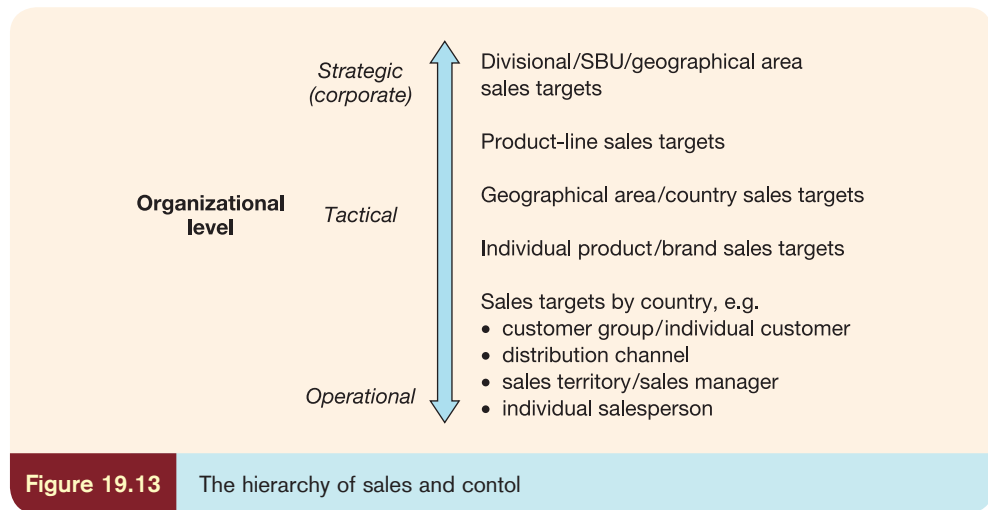 Strategic
(corporate)
Divisional/SBU/geographical area
sales targets
Product-line sales targets
Organizational
level
Tactical
Geographical area/country sales targets
Individual product/brand sales targets
Sales targets by country, e.g.
• customer group/individual customer
• distribution channel
• sales territory/sales manager
Operational
• individual salesperson
Figure 19.13
The hierarchy of sales and contol